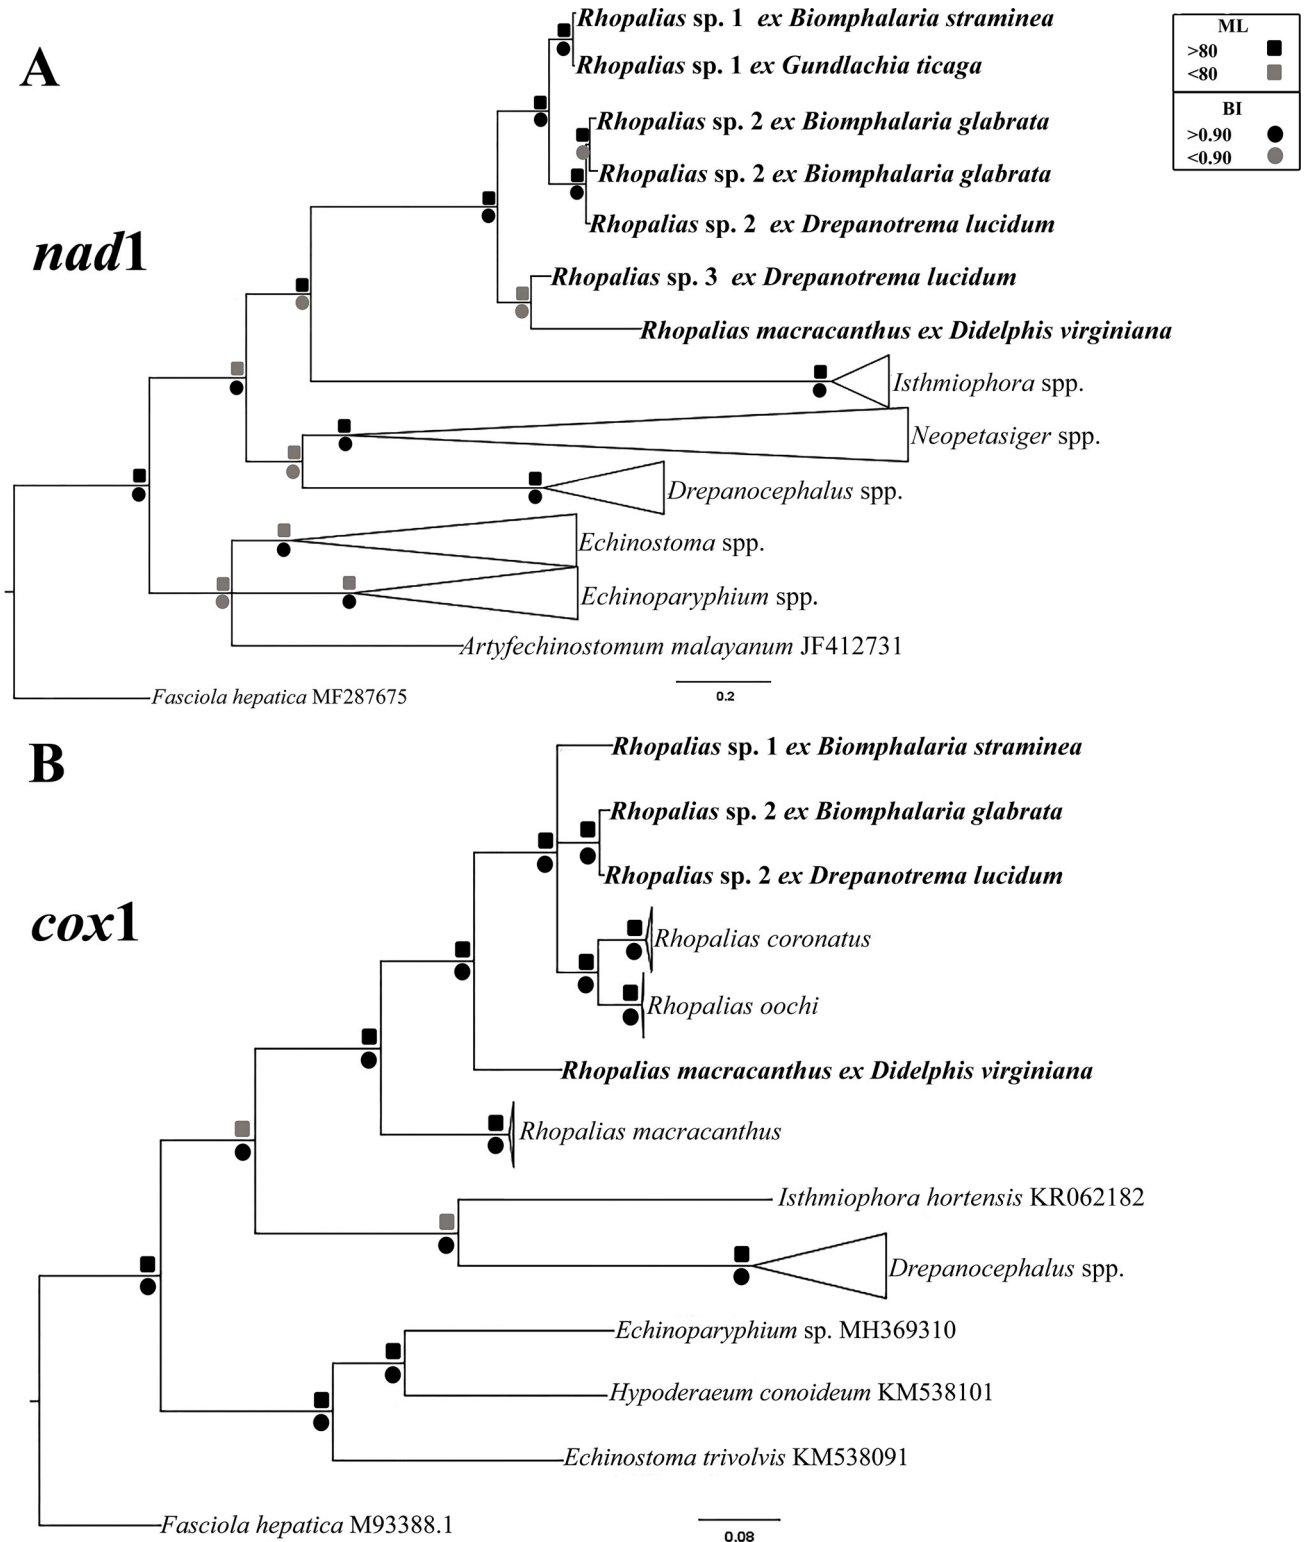 A
nad1
Rhopalias sp. 1 ex Biomphalaria straminea
Rhopalias sp. 1 ex Gundlachia ticaga
Rhopalias sp. 2 ex Biomphalaria glabrata
Rhopalias sp. 2 ex Biomphalaria glabrata
Rhopalias sp. 2 ex Drepanotrema lucidum
Rhopalias sp. 3 ex Drepanotrema lucidum
Rhopalias macracanthus ex Didelphis virginiana
Isthmiophora spp.
Neopetasiger spp.
Drepanocephalus spp.
Echinostoma spp.
Echinoparyphium spp.
Artyfechinostomum malayanum JF412731
Fasciola hepatica MF287675
0.2
ML
>80
<80
BI
>0.90
<0.90
B
cox1
Rhopalias sp. 1 ex Biomphalaria straminea
Rhopalias sp. 2 ex Biomphalaria glabrata
Rhopalias sp. 2 ex Drepanotrema lucidum
Rhopalias coronatus
Rhopalias oochi
Rhopalias macracanthus ex Didelphis virginiana
Rhopalias macracanthus
Isthmiophora hortensis KR062182
Drepanocephalus spp.
Echinoparyphium sp. MH369310
Hypoderaeum conoideum KM538101
Echinostoma trivolvis KM538091
Fasciola hepatica M93388.1
0.08